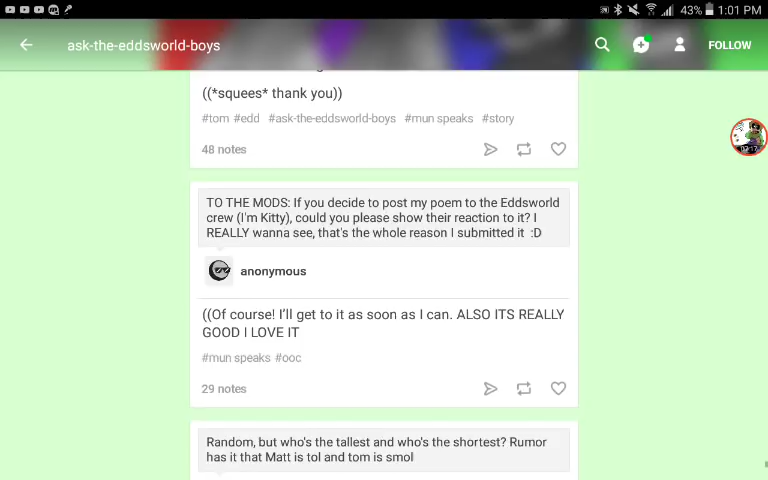 43% 1:01 PM
ask-the-eddsworld-boys
FOLLOW
((*squees* thank you))
#tom #edd #ask-the-eddsworld-boys #mun speaks #story
48 notes
TO THE MODS: If you decide to post my poem to the Eddsworld
crew (I'm Kitty), could you please show their reaction to it? I
REALLY wanna see, that's the whole reason I submitted it :D
anonymous
((Of course! I'll get to it as soon as I can. ALSO ITS REALLY
GOOD I LOVE IT
#mun speaks #ooc
29 notes
Random, but who's the tallest and who's the shortest? Rumor
has it that Matt is tol and tom is smol